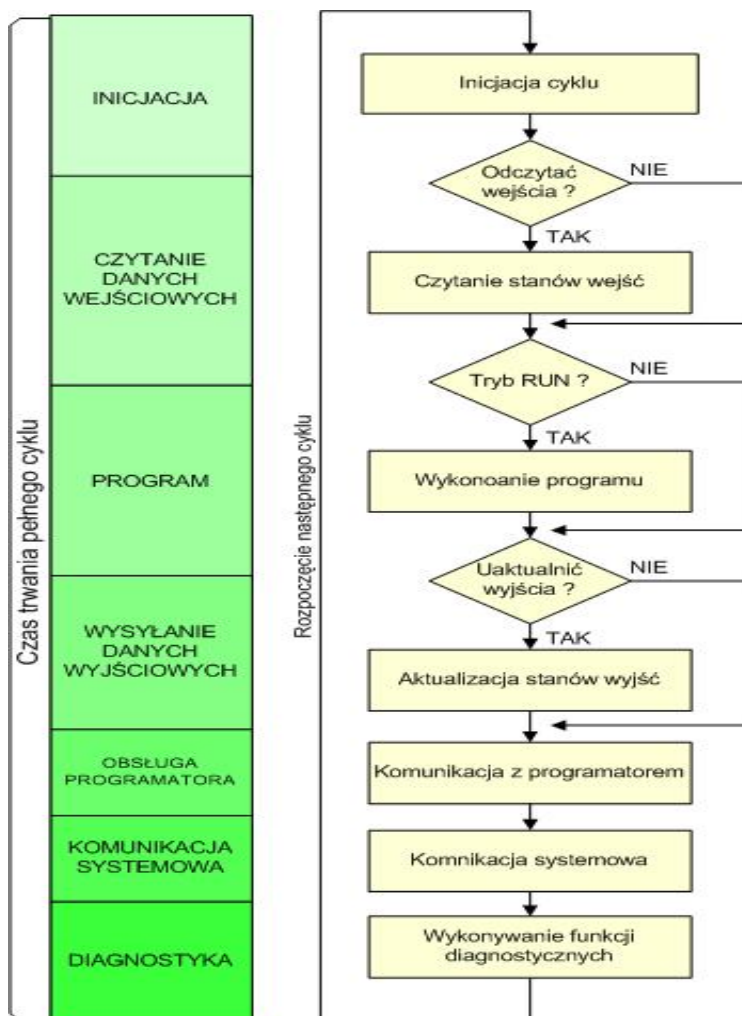 Czas trwania pełnego cyklu
INICJACJA
CZYTANIE
DANYCH
WEJŚCIOWYCH
PROGRAM
WYSYŁANIE
DANYCH
WYJŚCIOWYCH
OBSŁUGA
PROGRAMATORA
KOMUNIKACJA
SYSTEMOWA
DIAGNOSTYKA
Rozpoczęcie następnego cyklu
Inicjacja cyklu
Odczytać
wejścia ?
NIE
TAK
Czytanie stanów wejść
Tryb RUN ?
NIE
TAK
Wykonoanie programu
Uaktualnić
wyjścia ?
NIE
TAK
Aktualizacja stanów wyjść
Komunikacja z programatorem
Komnikacja systemowa
Wykonywanie funkcji
diagnostycznych